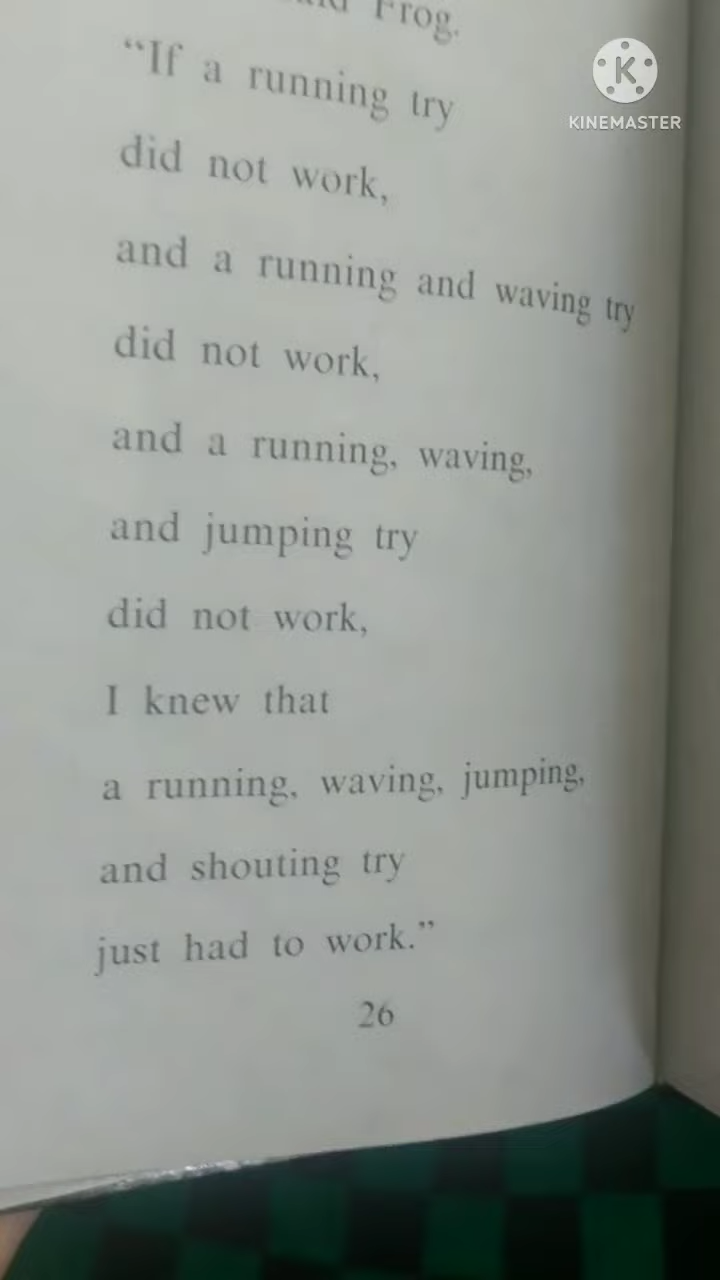 Frog.
“If a running try
did not work,
and a running and waving try
did not work,
and a running, waving,
and jumping try
did not work,
I knew that
a running, waving, jumping,
and shouting try
just had to work.”
26
K
KINEMASTER